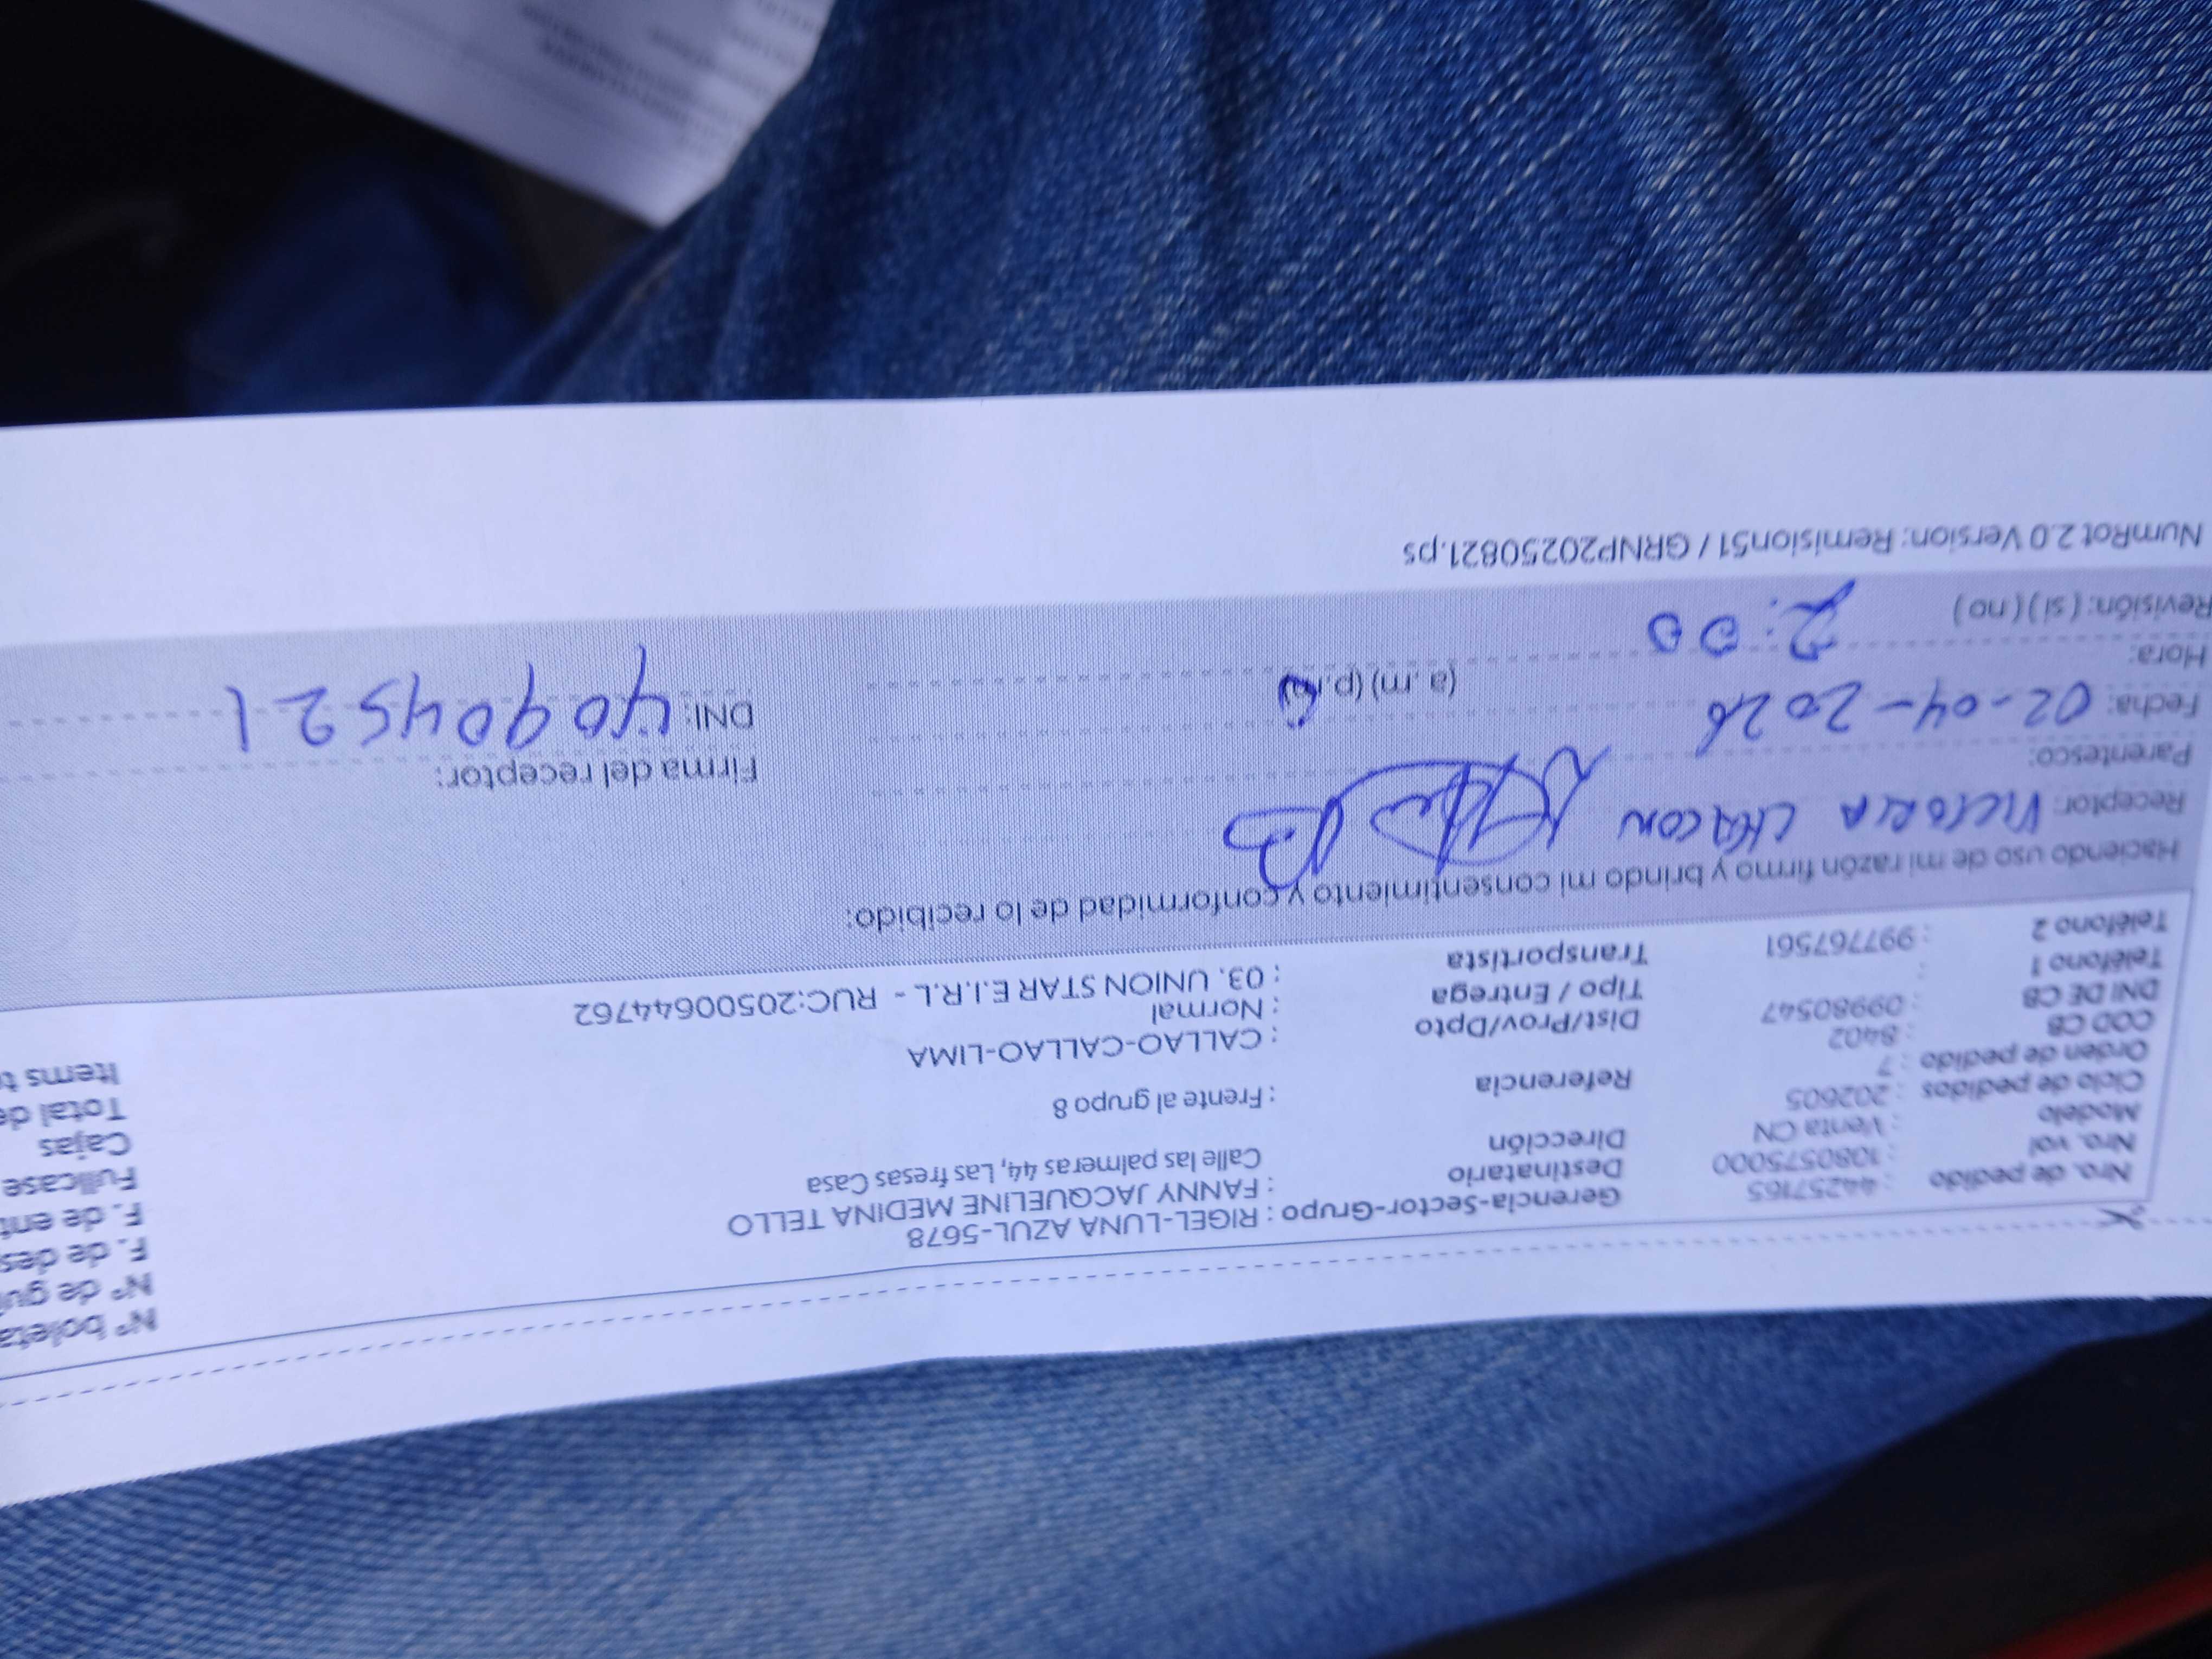 Nº boleta
Nº de gu
F. de des
F. de ent
Fullcase
Cajas
Total de
Items t
Nro. de pedido : 44257165
Nro. vol : 1080575000
Modelo : Venta CN
Ciclo de pedidos : 202605
Orden de pedido : 7
COD CB : 8402
DNI DE CB : 09980547
Teléfono 1 :
Teléfono 2 : 997767561
Gerencia-Sector-Grupo : RIGEL-LUNA AZUL-5678
Destinatario : FANNY JACQUELINE MEDINA TELLO
Dirección Calle las palmeras 44, Las fresas Casa
Referencia : Frente al grupo 8
Dist/Prov/Dpto : CALLAO-CALLAO-LIMA
Tipo / Entrega : Normal
Transportista : 03. UNION STAR E.I.R.L - RUC:20500644762
Haciendo uso de mi razón firmo y brindo mi consentimiento y conformidad de lo recibido:
Receptor: VICTORIA CHACON
Parentesco:
Fecha: 02-04-2026
Hora: 2:00 (a.m) (p.m)
Revisión: ( si ) ( no )
Firma del receptor:
DNI: 40904521
NumRot 2.0 Version: Remision51 / GRNP20250821.ps